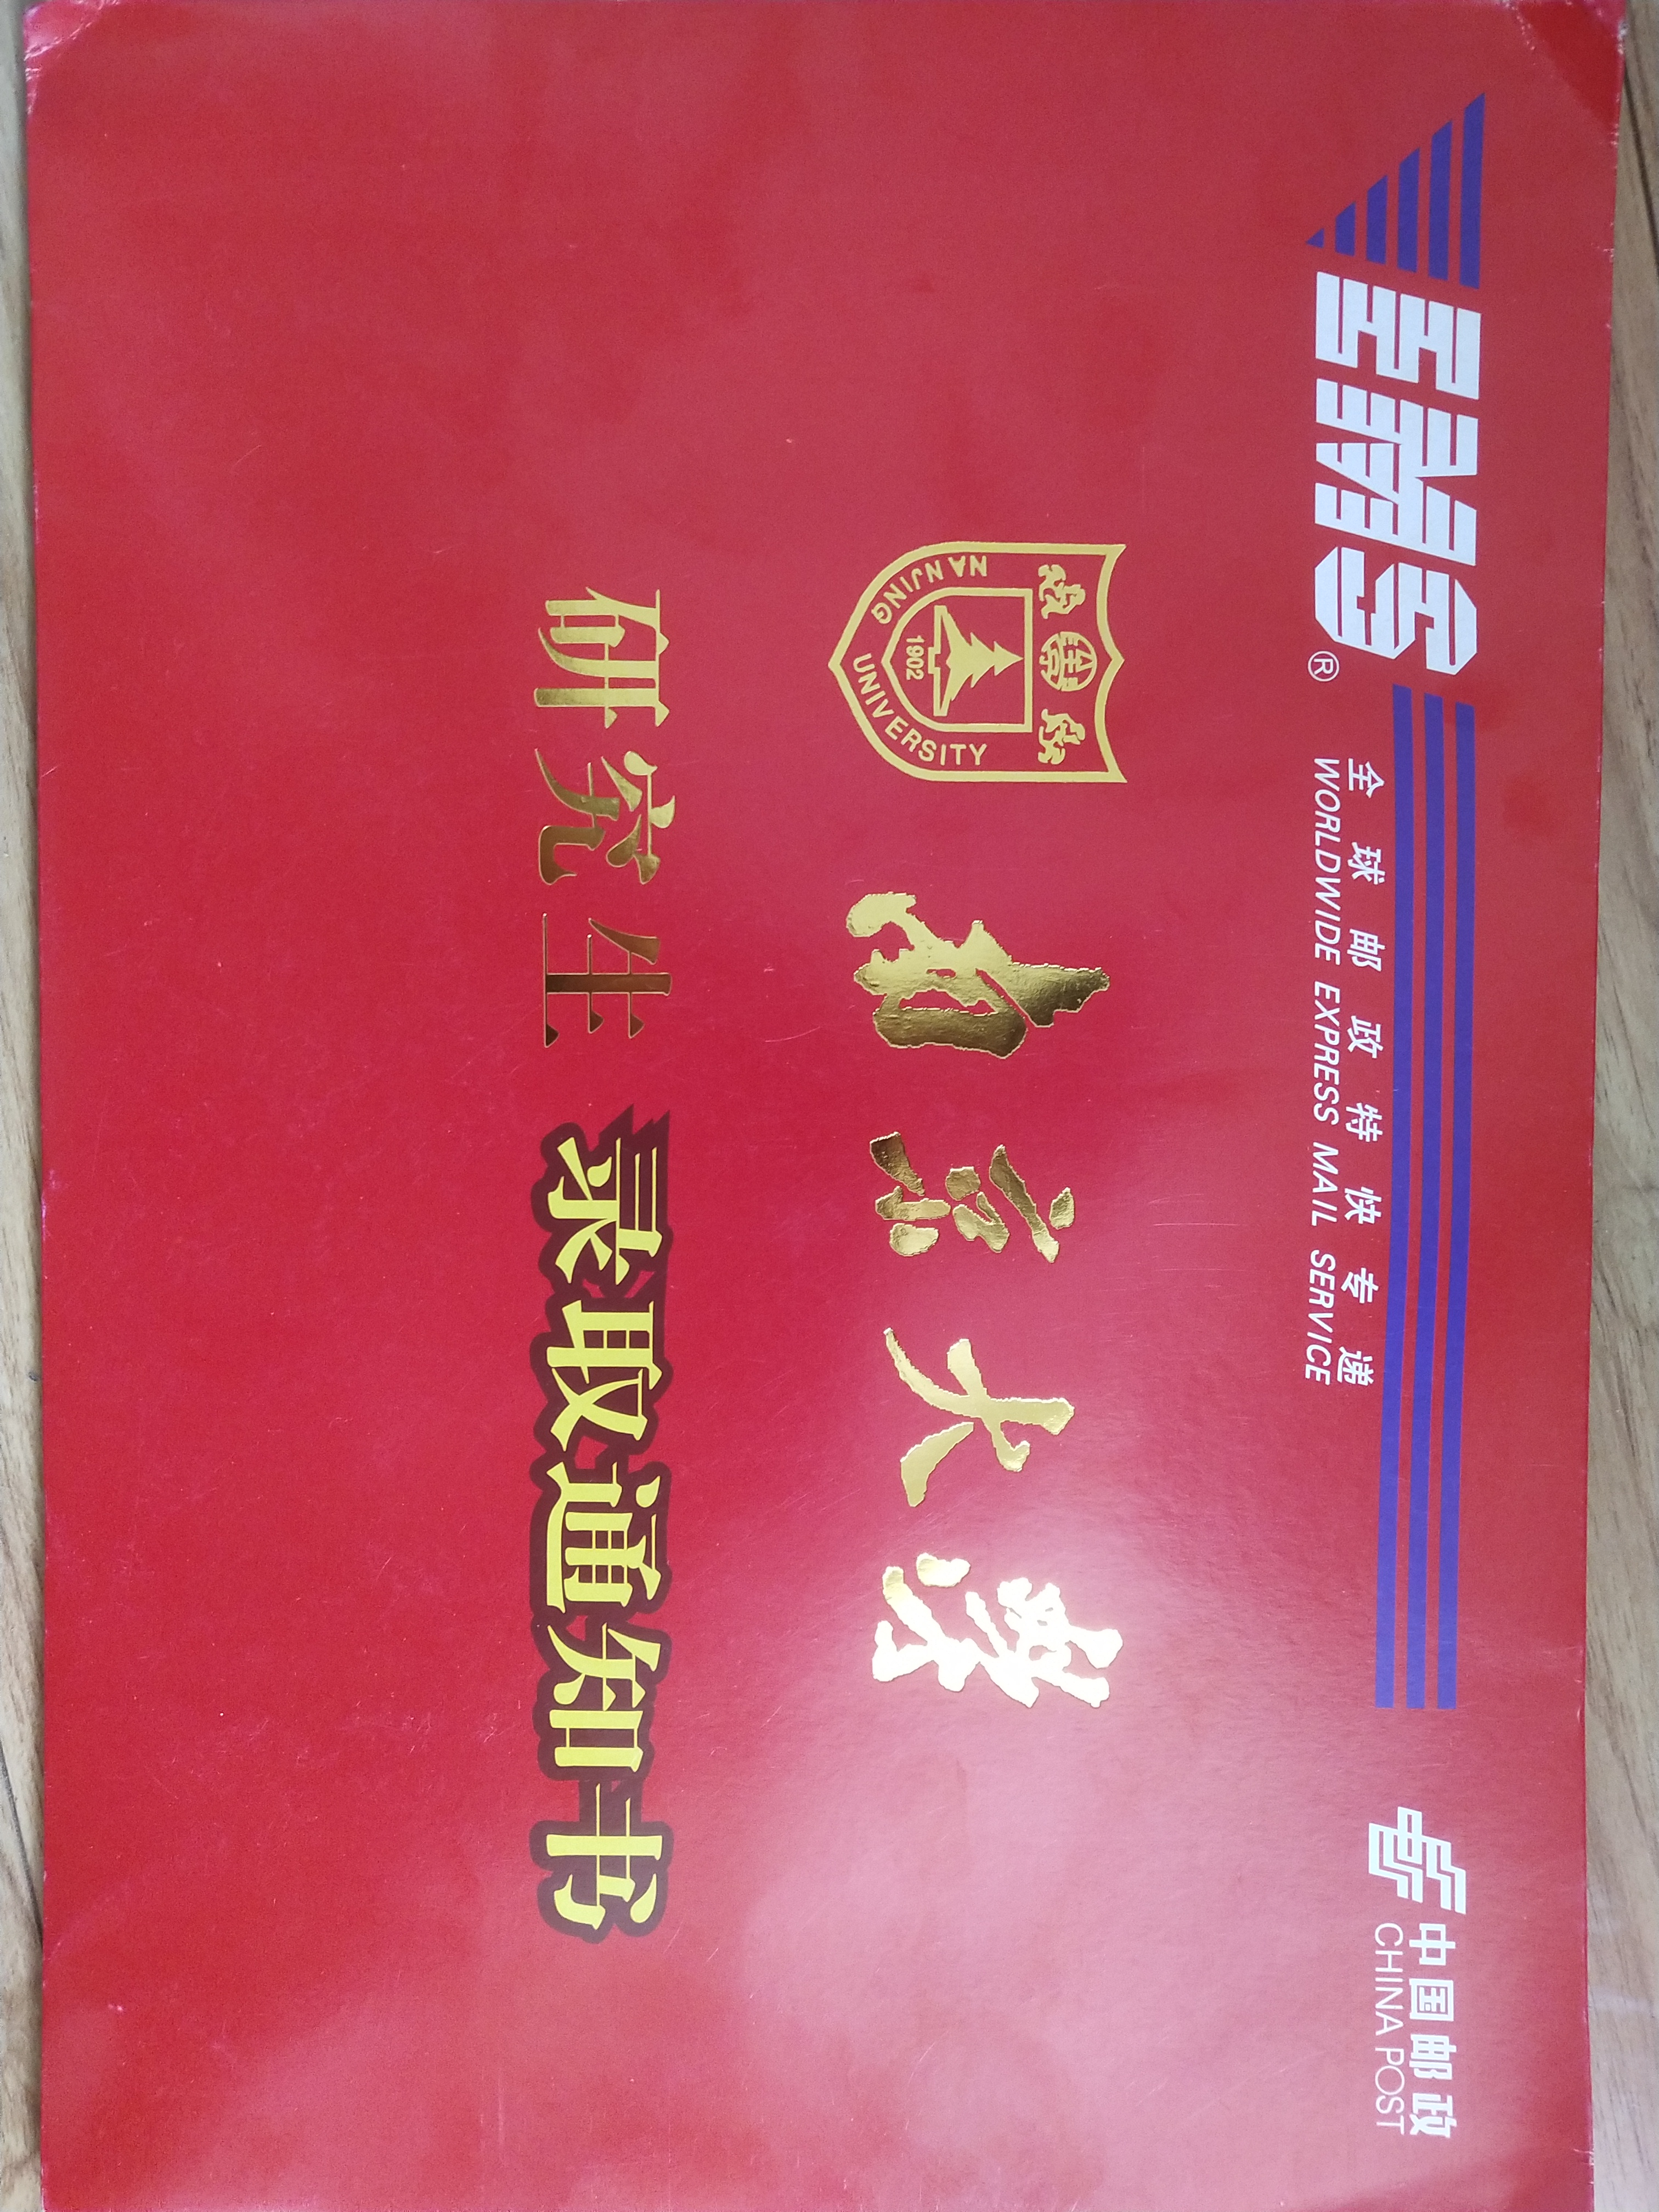 EMS®
全球邮政特快专递
WORLDWIDE EXPRESS MAIL SERVICE
中国邮政
CHINA POST
NANJING UNIVERSITY
1902
南京大學
研究生 录取通知书